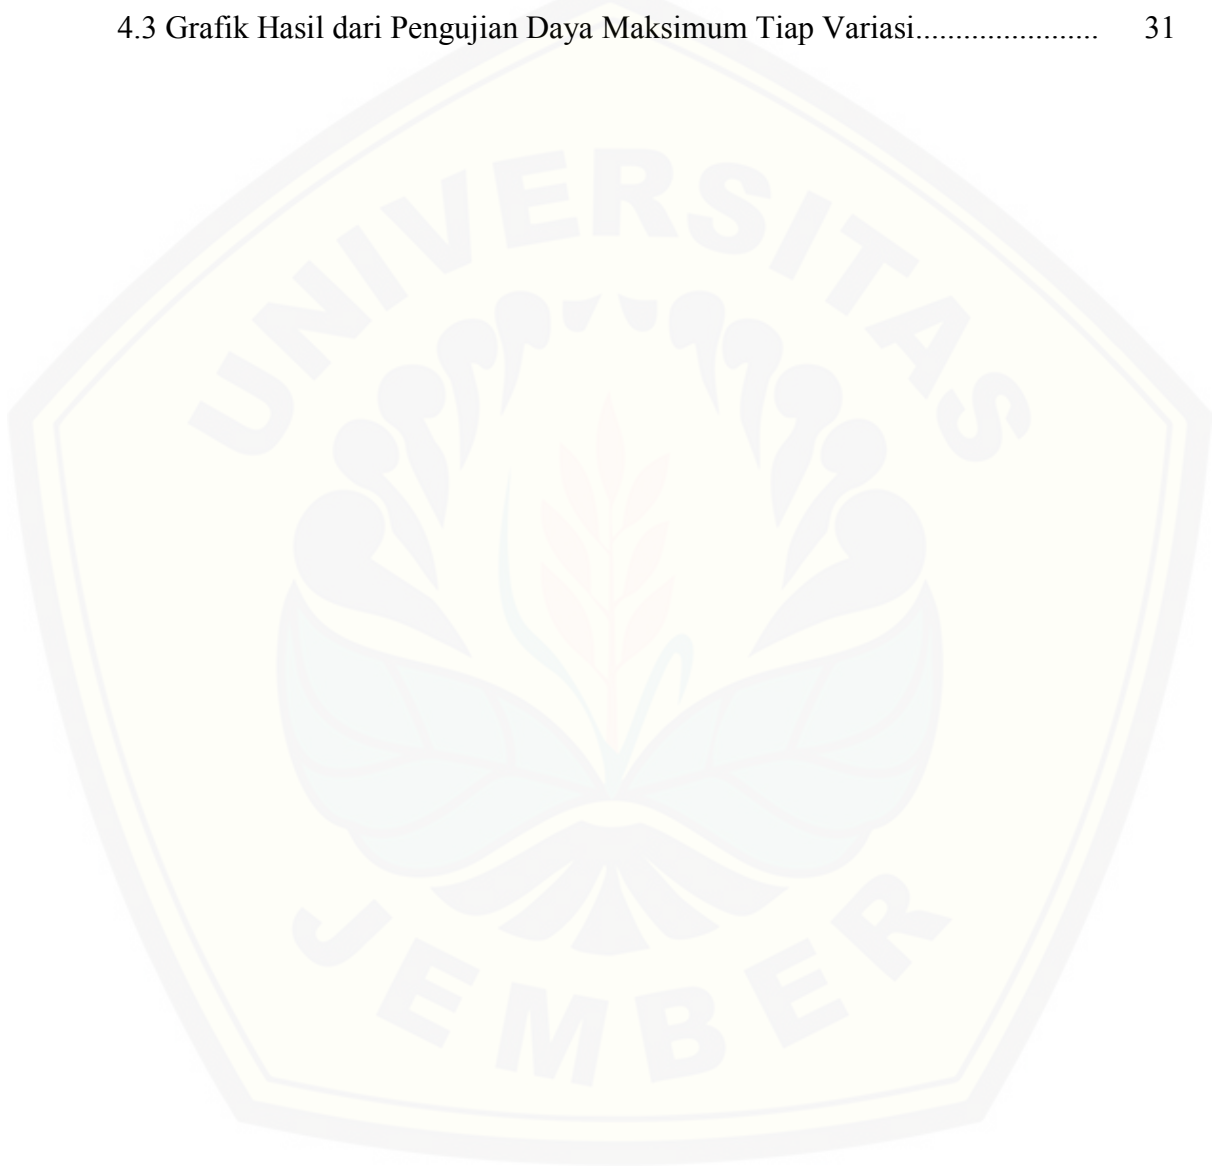 4.3 Grafik Hasil dari Pengujian Daya Maksimum Tiap Variasi....................... 31
UNIVERSITAS
JEMBER